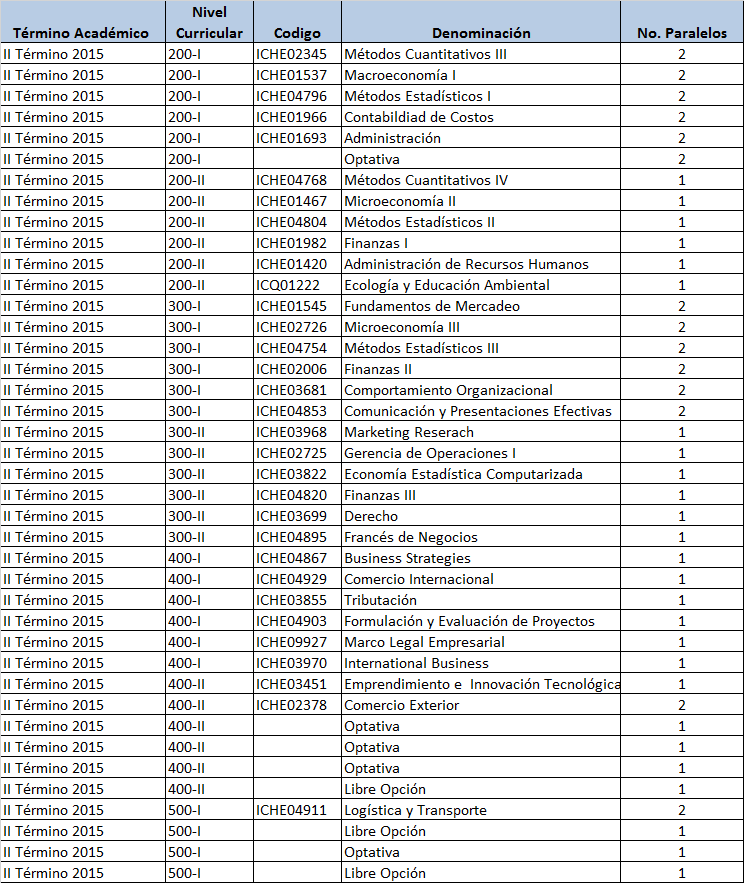 Término Académico Nivel Curricular Codigo Denominación No. Paralelos
II Término 2015 200-I ICHE02345 Métodos Cuantitativos III 2
II Término 2015 200-I ICHE01537 Macroeconomía I 2
II Término 2015 200-I ICHE04796 Métodos Estadísticos I 2
II Término 2015 200-I ICHE01966 Contabildiad de Costos 2
II Término 2015 200-I ICHE01693 Administración 2
II Término 2015 200-I Optativa 2
II Término 2015 200-II ICHE04768 Métodos Cuantitativos IV 1
II Término 2015 200-II ICHE01467 Microeconomía II 1
II Término 2015 200-II ICHE04804 Métodos Estadísticos II 1
II Término 2015 200-II ICHE01982 Finanzas I 1
II Término 2015 200-II ICHE01420 Administración de Recursos Humanos 1
II Término 2015 200-II ICQ01222 Ecología y Educación Ambiental 1
II Término 2015 300-I ICHE01545 Fundamentos de Mercadeo 2
II Término 2015 300-I ICHE02726 Microeconomía III 2
II Término 2015 300-I ICHE04754 Métodos Estadísticos III 2
II Término 2015 300-I ICHE02006 Finanzas II 2
II Término 2015 300-I ICHE03681 Comportamiento Organizacional 2
II Término 2015 300-I ICHE04853 Comunicación y Presentaciones Efectivas 2
II Término 2015 300-II ICHE03968 Marketing Reserach 1
II Término 2015 300-II ICHE02725 Gerencia de Operaciones I 1
II Término 2015 300-II ICHE03822 Economía Estadística Computarizada 1
II Término 2015 300-II ICHE04820 Finanzas III 1
II Término 2015 300-II ICHE03699 Derecho 1
II Término 2015 300-II ICHE04895 Francés de Negocios 1
II Término 2015 400-I ICHE04867 Business Strategies 1
II Término 2015 400-I ICHE04929 Comercio Internacional 1
II Término 2015 400-I ICHE03855 Tributación 1
II Término 2015 400-I ICHE04903 Formulación y Evaluación de Proyectos 1
II Término 2015 400-I ICHE09927 Marco Legal Empresarial 1
II Término 2015 400-I ICHE03970 International Business 1
II Término 2015 400-II ICHE03451 Emprendimiento e Innovación Tecnológica 1
II Término 2015 400-II ICHE02378 Comercio Exterior 2
II Término 2015 400-II Optativa 1
II Término 2015 400-II Optativa 1
II Término 2015 400-II Optativa 1
II Término 2015 400-II Libre Opción 1
II Término 2015 500-I ICHE04911 Logística y Transporte 2
II Término 2015 500-I Libre Opción 1
II Término 2015 500-I Optativa 1
II Término 2015 500-I Libre Opción 1